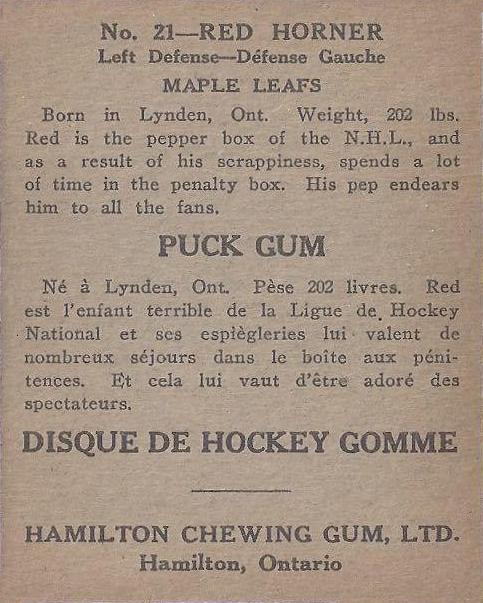 No. 21—RED HORNER
Left Defense—Défense Gauche
MAPLE LEAFS
Born in Lynden, Ont. Weight, 202 lbs.
Red is the pepper box of the N.H.L., and
as a result of his scrappiness, spends a lot
of time in the penalty box. His pep endears
him to all the fans.
PUCK GUM
Né à Lynden, Ont. Pèse 202 livres. Red
est l'enfant terrible de la Ligue de Hockey
National et ses espiègleries lui valent de
nombreux séjours dans le boîte aux péni-
tences. Et cela lui vaut d'être adoré des
spectateurs.
DISQUE DE HOCKEY GOMME
HAMILTON CHEWING GUM, LTD.
Hamilton, Ontario